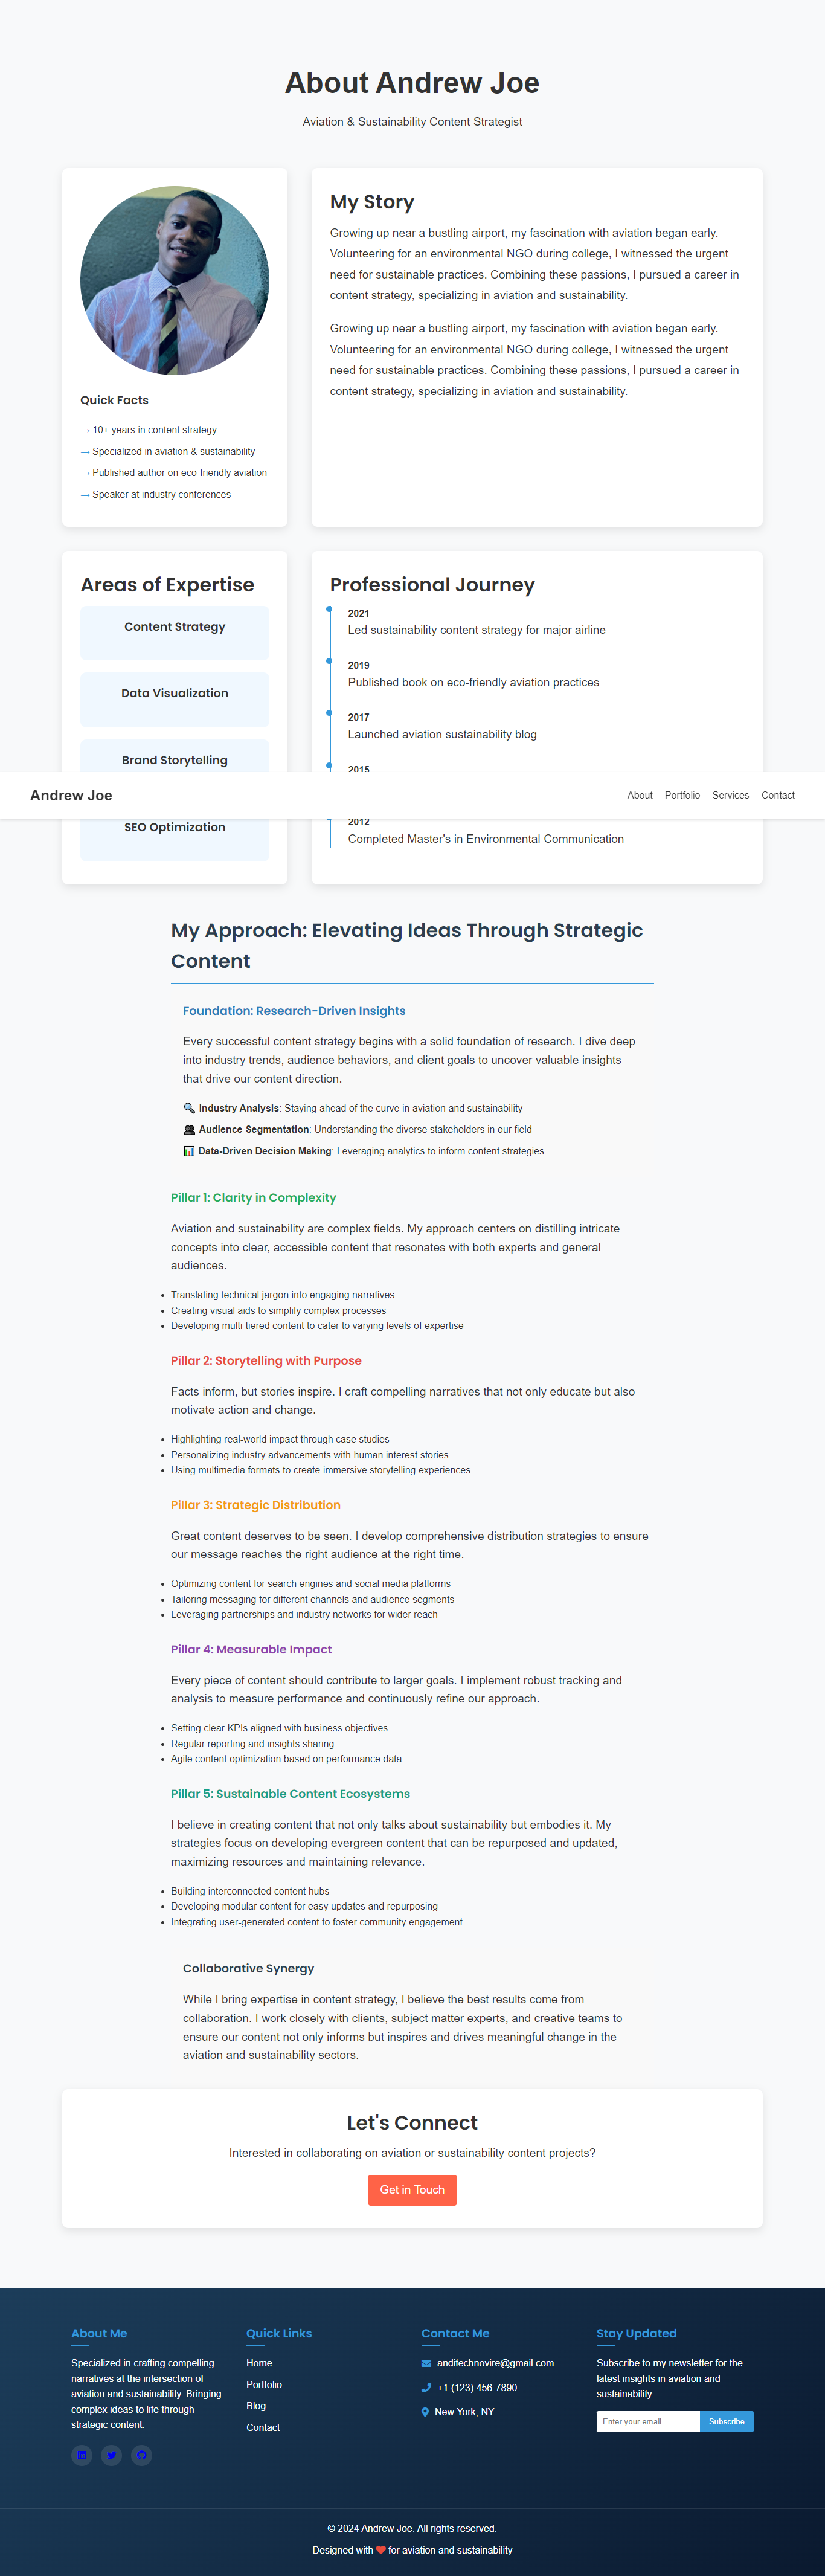 About Andrew Joe
Aviation & Sustainability Content Strategist
Quick Facts
→ 10+ years in content strategy
→ Specialized in aviation & sustainability
→ Published author on eco-friendly aviation
→ Speaker at industry conferences
My Story
Growing up near a bustling airport, my fascination with aviation began early.
Volunteering for an environmental NGO during college, I witnessed the urgent
need for sustainable practices. Combining these passions, I pursued a career in
content strategy, specializing in aviation and sustainability.
Growing up near a bustling airport, my fascination with aviation began early.
Volunteering for an environmental NGO during college, I witnessed the urgent
need for sustainable practices. Combining these passions, I pursued a career in
content strategy, specializing in aviation and sustainability.
Areas of Expertise
Content Strategy
Data Visualization
Brand Storytelling
SEO Optimization
Professional Journey
2021
Led sustainability content strategy for major airline
2019
Published book on eco-friendly aviation practices
2017
Launched aviation sustainability blog
2015
2012
Completed Master's in Environmental Communication
Andrew Joe
About Portfolio Services Contact
My Approach: Elevating Ideas Through Strategic
Content
Foundation: Research-Driven Insights
Every successful content strategy begins with a solid foundation of research. I dive deep
into industry trends, audience behaviors, and client goals to uncover valuable insights
that drive our content direction.
🔍 Industry Analysis: Staying ahead of the curve in aviation and sustainability
👥 Audience Segmentation: Understanding the diverse stakeholders in our field
📊 Data-Driven Decision Making: Leveraging analytics to inform content strategies
Pillar 1: Clarity in Complexity
Aviation and sustainability are complex fields. My approach centers on distilling intricate
concepts into clear, accessible content that resonates with both experts and general
audiences.
• Translating technical jargon into engaging narratives
• Creating visual aids to simplify complex processes
• Developing multi-tiered content to cater to varying levels of expertise
Pillar 2: Storytelling with Purpose
Facts inform, but stories inspire. I craft compelling narratives that not only educate but also
motivate action and change.
• Highlighting real-world impact through case studies
• Personalizing industry advancements with human interest stories
• Using multimedia formats to create immersive storytelling experiences
Pillar 3: Strategic Distribution
Great content deserves to be seen. I develop comprehensive distribution strategies to ensure
our message reaches the right audience at the right time.
• Optimizing content for search engines and social media platforms
• Tailoring messaging for different channels and audience segments
• Leveraging partnerships and industry networks for wider reach
Pillar 4: Measurable Impact
Every piece of content should contribute to larger goals. I implement robust tracking and
analysis to measure performance and continuously refine our approach.
• Setting clear KPIs aligned with business objectives
• Regular reporting and insights sharing
• Agile content optimization based on performance data
Pillar 5: Sustainable Content Ecosystems
I believe in creating content that not only talks about sustainability but embodies it. My
strategies focus on developing evergreen content that can be repurposed and updated,
maximizing resources and maintaining relevance.
• Building interconnected content hubs
• Developing modular content for easy updates and repurposing
• Integrating user-generated content to foster community engagement
Collaborative Synergy
While I bring expertise in content strategy, I believe the best results come from
collaboration. I work closely with clients, subject matter experts, and creative teams to
ensure our content not only informs but inspires and drives meaningful change in the
aviation and sustainability sectors.
Let's Connect
Interested in collaborating on aviation or sustainability content projects?
Get in Touch
About Me
Specialized in crafting compelling
narratives at the intersection of
aviation and sustainability. Bringing
complex ideas to life through
strategic content.
Quick Links
Home
Portfolio
Blog
Contact
Contact Me
anditechnovire@gmail.com
+1 (123) 456-7890
New York, NY
Stay Updated
Subscribe to my newsletter for the
latest insights in aviation and
sustainability.
Enter your email
Subscribe
© 2024 Andrew Joe. All rights reserved.
Designed with ❤ for aviation and sustainability